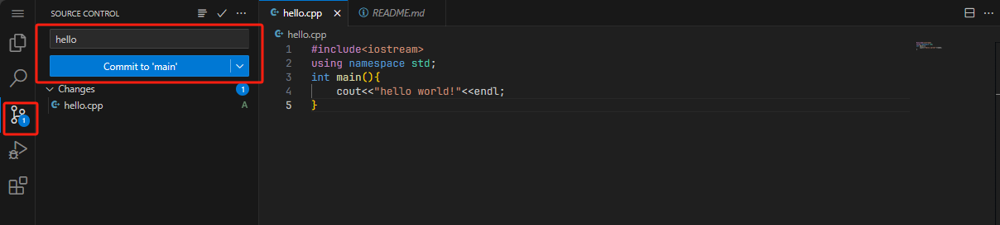 SOURCE CONTROL
hello
Commit to 'main'
Changes 1
hello.cpp A
1
hello.cpp README.md
hello.cpp
1 #include<iostream>
2 using namespace std;
3 int main(){
4 cout<<"hello world!"<<endl;
5 }